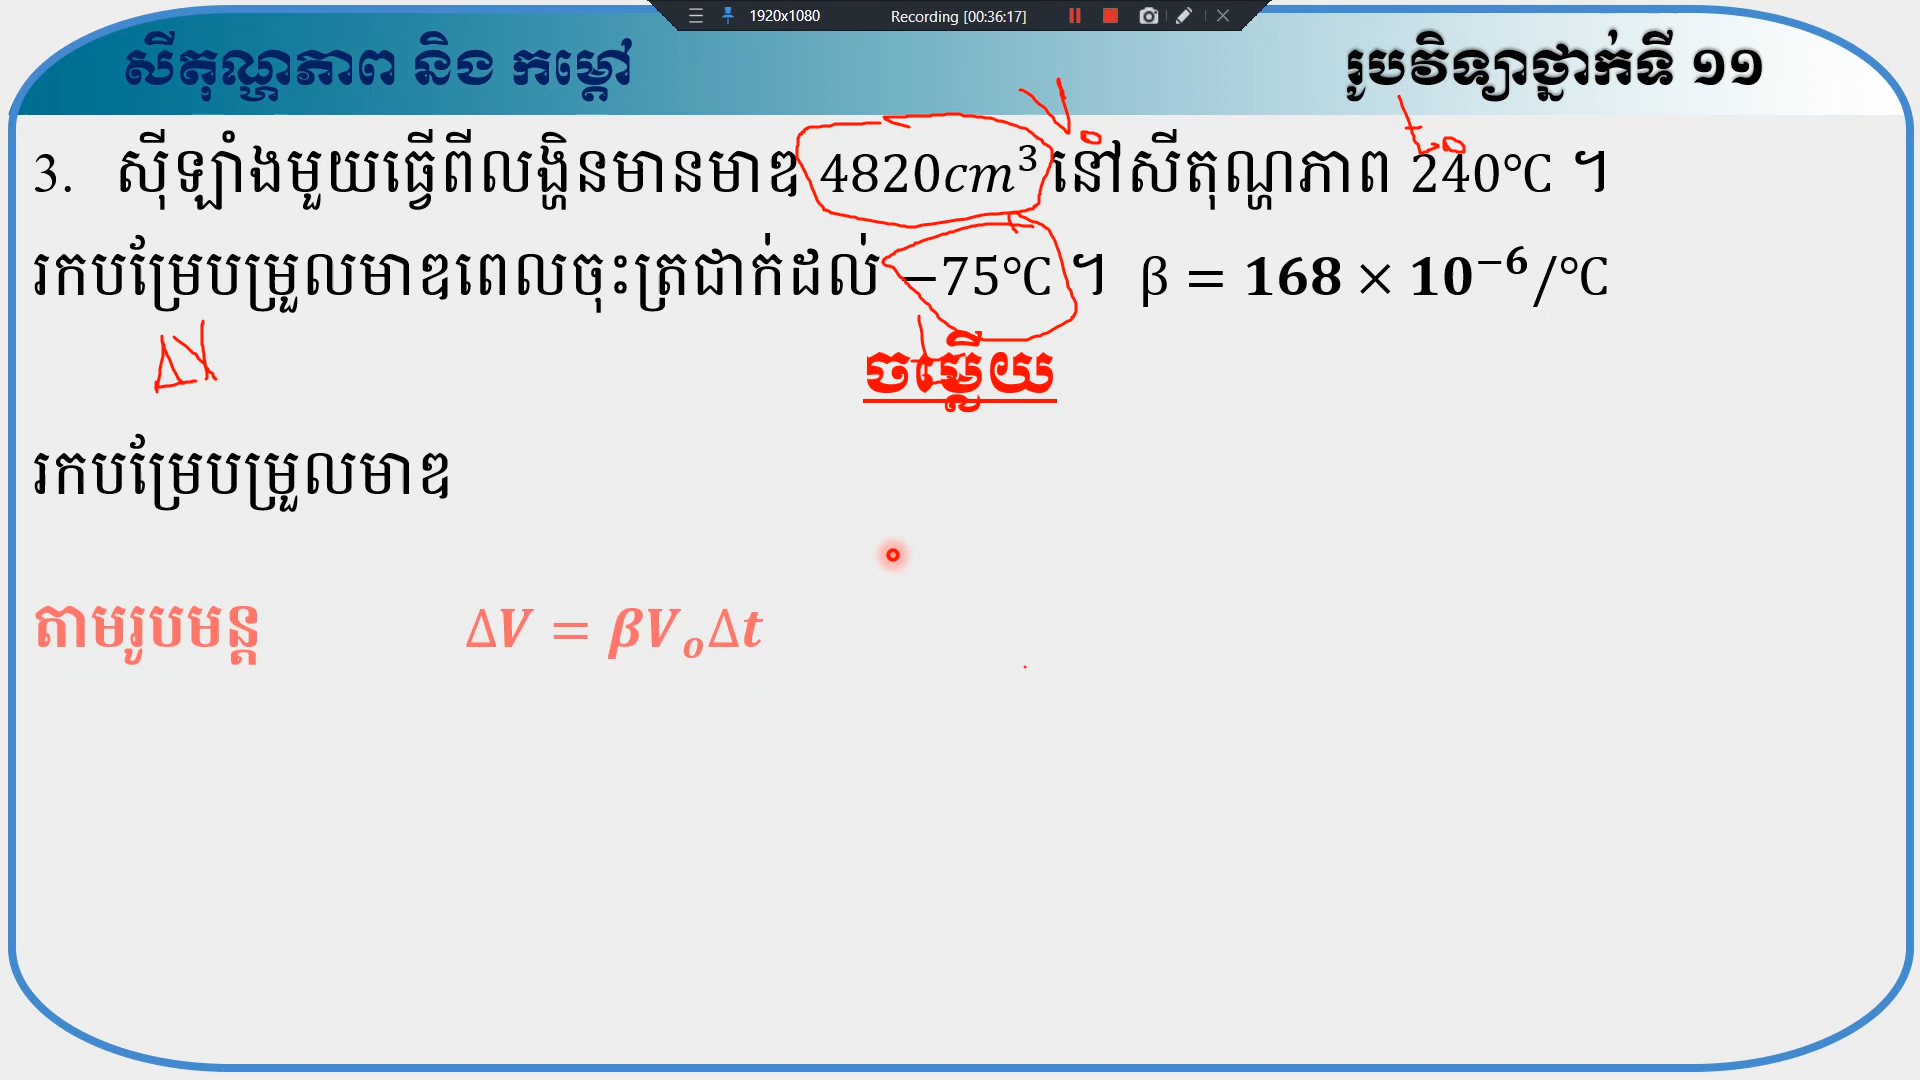 1920x1080 Recording [00:36:17]
សីតុណ្ហភាព និង កម្ដៅ
រូបវិទ្យាថ្នាក់ទី ១១
V₀
t₀
3. ស៊ីឡាំងមួយធ្វើពីលង្ហិនមានមាឌ 4820cm³ នៅសីតុណ្ហភាព 240°C ។
រកបម្រែបម្រួលមាឌពេលចុះត្រជាក់ដល់ −75°C ។ β = 168 × 10⁻⁶/°C
ΔV
ចម្លើយ
រកបម្រែបម្រួលមាឌ
តាមរូបមន្ត ΔV = βVₒΔt